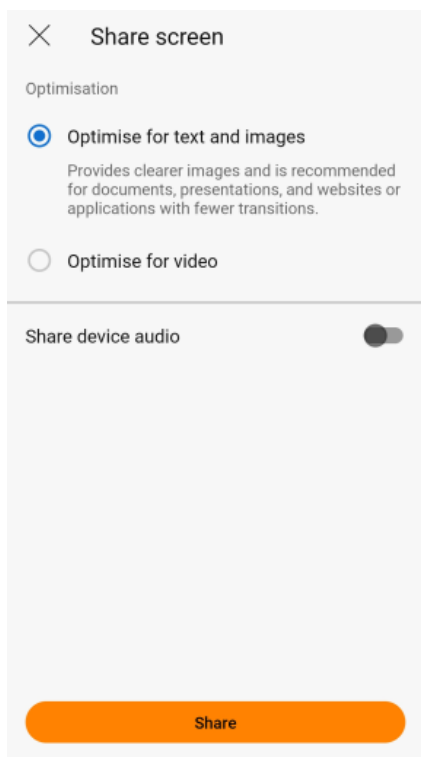 Share screen
Optimisation
Optimise for text and images
Provides clearer images and is recommended
for documents, presentations, and websites or
applications with fewer transitions.
Optimise for video
Share device audio
Share